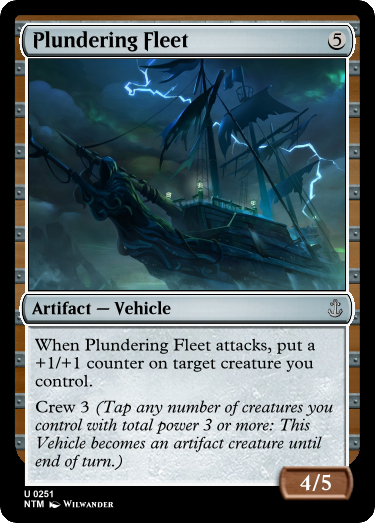 Plundering Fleet 5
Artifact — Vehicle
When Plundering Fleet attacks, put a
+1/+1 counter on target creature you
control.
Crew 3 (Tap any number of creatures you
control with total power 3 or more: This
Vehicle becomes an artifact creature until
end of turn.)
4/5
U 0251
NTM Wilwander